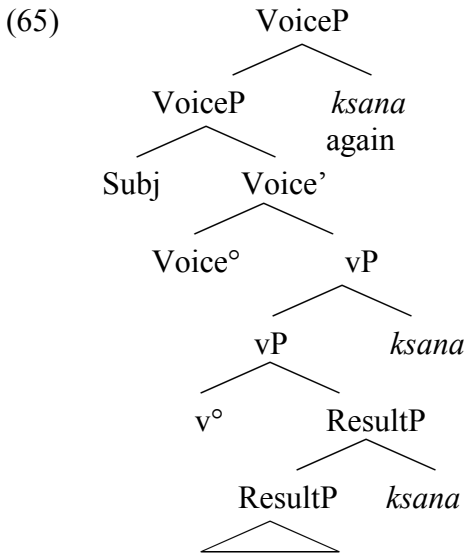 (65) VoiceP
VoiceP ksana
again
Subj Voice’
Voice° vP
vP ksana
v° ResultP
ResultP ksana